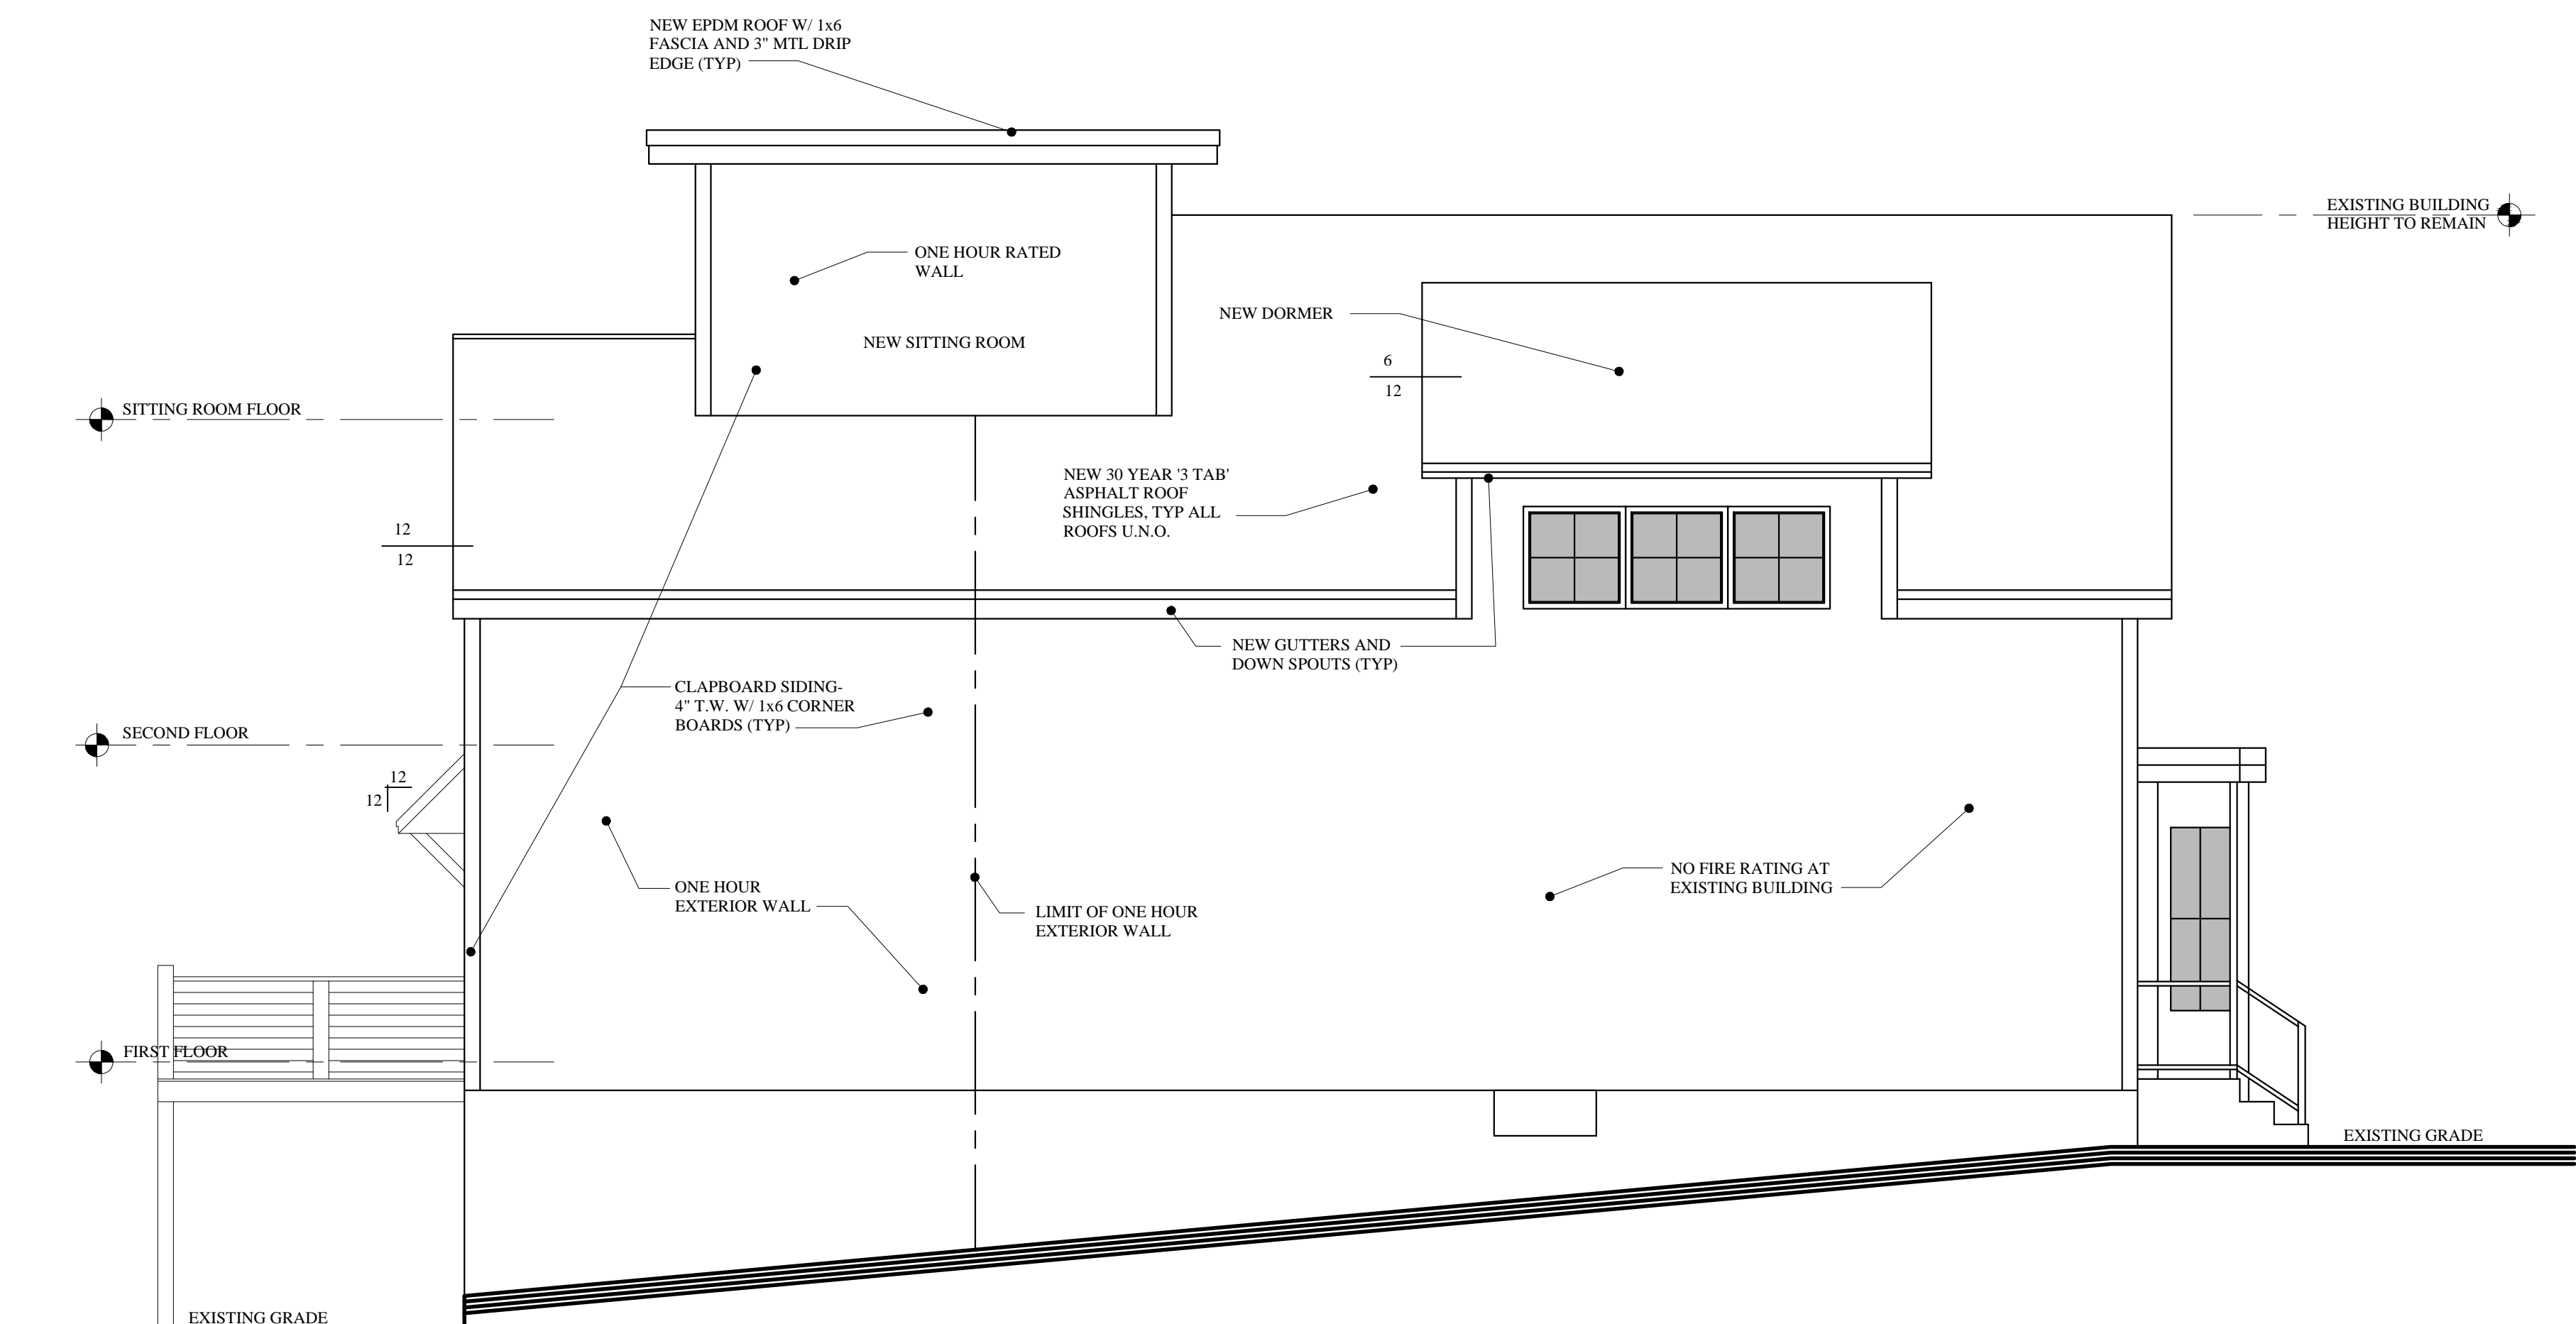 NEW EPDM ROOF W/ 1x6
FASCIA AND 3" MTL DRIP
EDGE (TYP)
EXISTING BUILDING
HEIGHT TO REMAIN
ONE HOUR RATED
WALL
NEW DORMER
NEW SITTING ROOM
6
12
SITTING ROOM FLOOR
NEW 30 YEAR '3 TAB'
ASPHALT ROOF
SHINGLES, TYP ALL
ROOFS U.N.O.
12
12
NEW GUTTERS AND
DOWN SPOUTS (TYP)
CLAPBOARD SIDING-
4" T.W. W/ 1x6 CORNER
BOARDS (TYP)
SECOND FLOOR
12
12
NO FIRE RATING AT
EXISTING BUILDING
ONE HOUR
EXTERIOR WALL
LIMIT OF ONE HOUR
EXTERIOR WALL
FIRST FLOOR
EXISTING GRADE
EXISTING GRADE